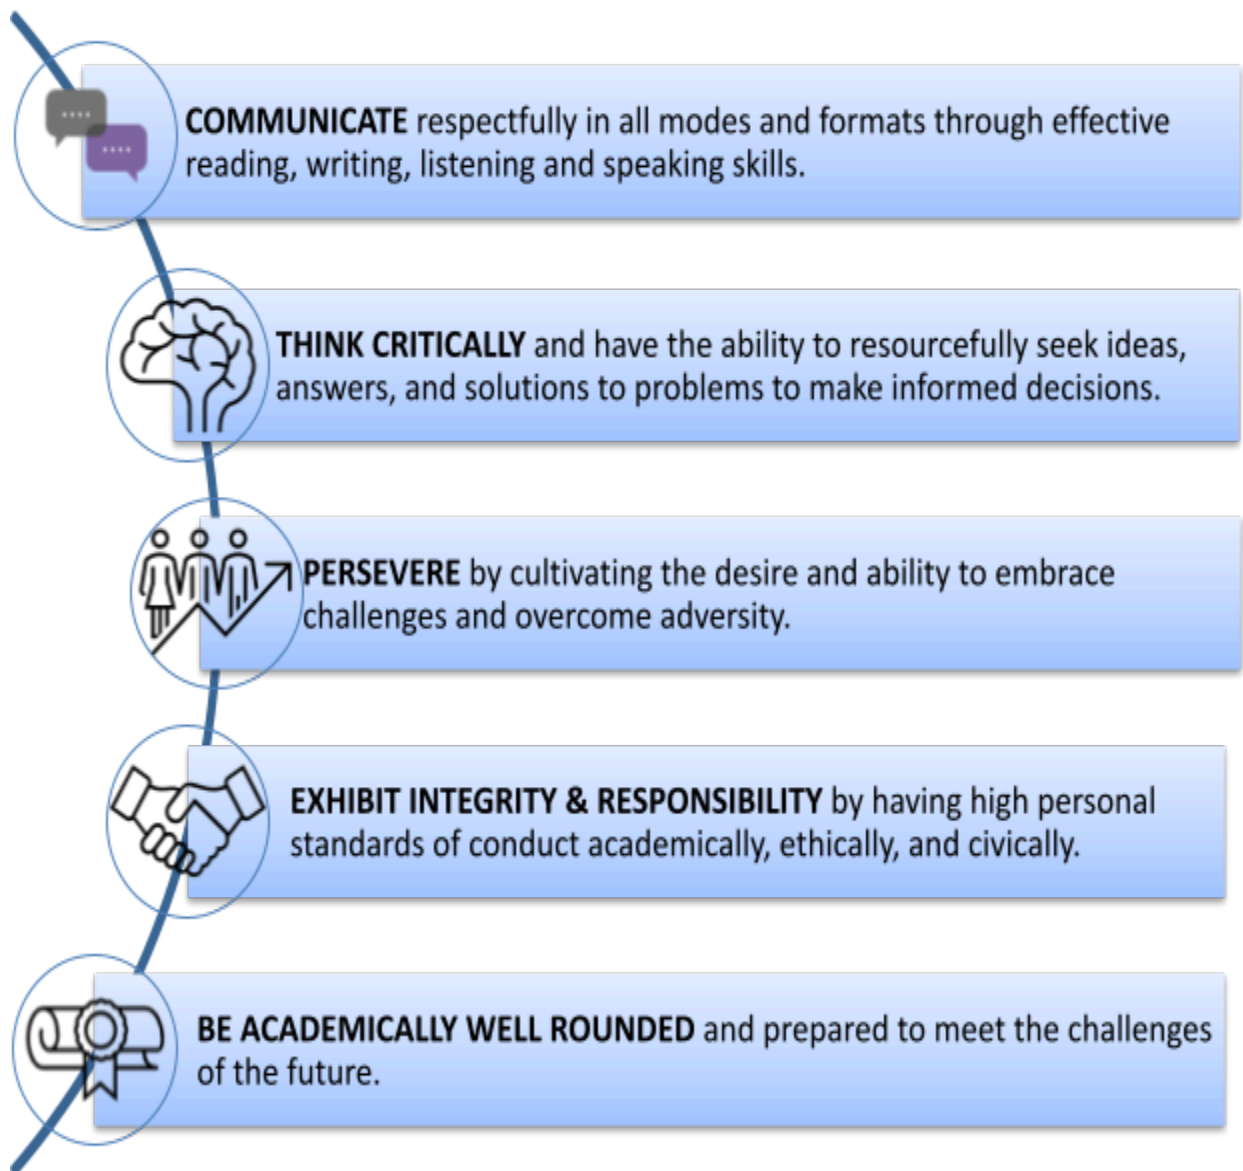 COMMUNICATE respectfully in all modes and formats through effective
reading, writing, listening and speaking skills.
THINK CRITICALLY and have the ability to resourcefully seek ideas,
answers, and solutions to problems to make informed decisions.
PERSEVERE by cultivating the desire and ability to embrace
challenges and overcome adversity.
EXHIBIT INTEGRITY & RESPONSIBILITY by having high personal
standards of conduct academically, ethically, and civically.
BE ACADEMICALLY WELL ROUNDED and prepared to meet the challenges
of the future.